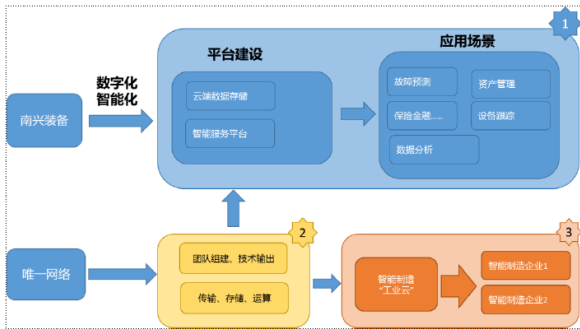 1
平台建设
应用场景
数字化
智能化
南兴装备
云端数据存储
智能服务平台
故障预测
资产管理
保险金融.....
设备跟踪
数据分析
2
3
唯一网络
团队组建、技术输出
传输、存储、运算
智能制造
“工业云”
智能制造企业1
智能制造企业2